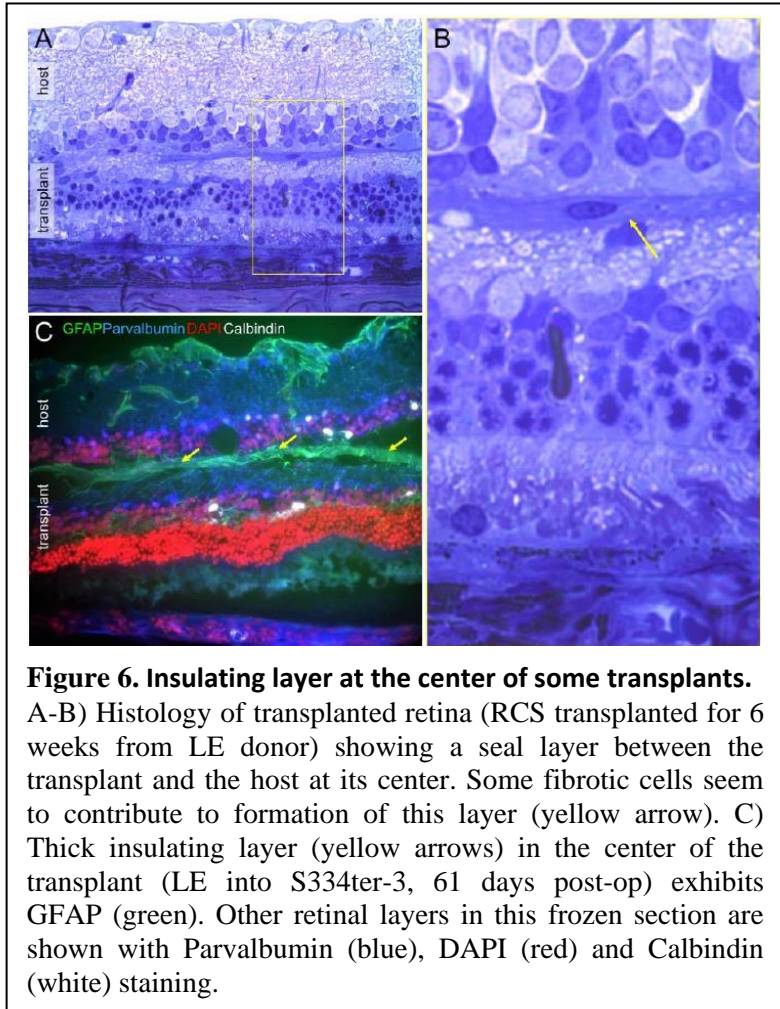 A
B
host
transplant
C
GFAPParvalbuminDAPICalbindin
host
transplant
Figure 6. Insulating layer at the center of some transplants.
A-B) Histology of transplanted retina (RCS transplanted for 6
weeks from LE donor) showing a seal layer between the
transplant and the host at its center. Some fibrotic cells seem
to contribute to formation of this layer (yellow arrow). C)
Thick insulating layer (yellow arrows) in the center of the
transplant (LE into S334ter-3, 61 days post-op) exhibits
GFAP (green). Other retinal layers in this frozen section are
shown with Parvalbumin (blue), DAPI (red) and Calbindin
(white) staining.